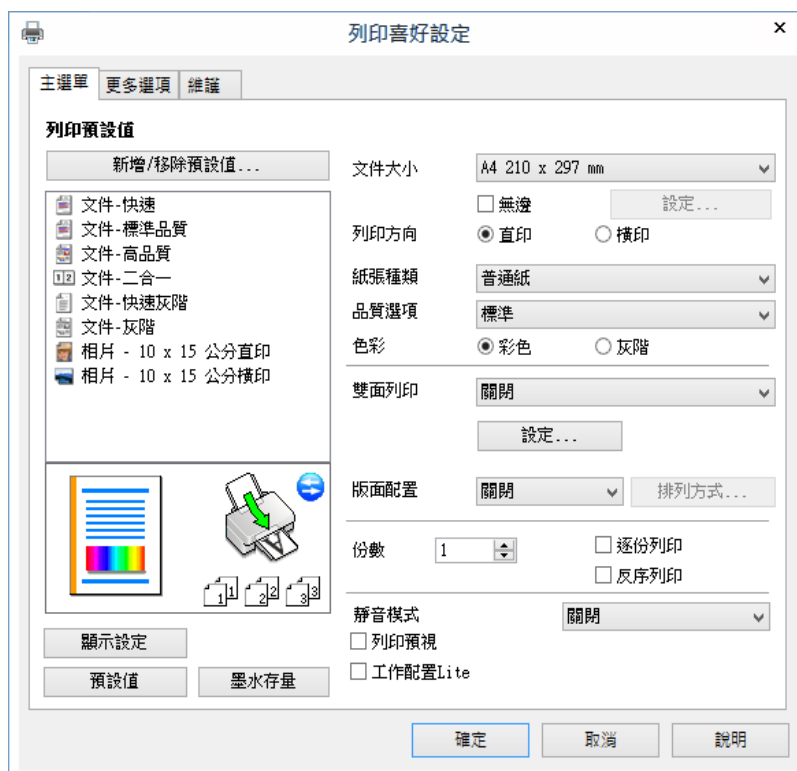 列印喜好設定
主選單 更多選項 維護
列印預設值
新增/移除預設值...
文件-快速
文件-標準品質
文件-高品質
12 文件-二合一
文件-快速灰階
文件-灰階
相片 - 10 x 15 公分直印
相片 - 10 x 15 公分橫印
1 1 2 2 3 3
顯示設定
預設值 墨水存量
文件大小 A4 210 x 297 mm
無邊 設定...
列印方向 直印 橫印
紙張種類 普通紙
品質選項 標準
色彩 彩色 灰階
雙面列印 關閉
設定...
版面配置 關閉 排列方式...
份數 1 逐份列印
反序列印
靜音模式 關閉
列印預視
工作配置Lite
確定 取消 說明